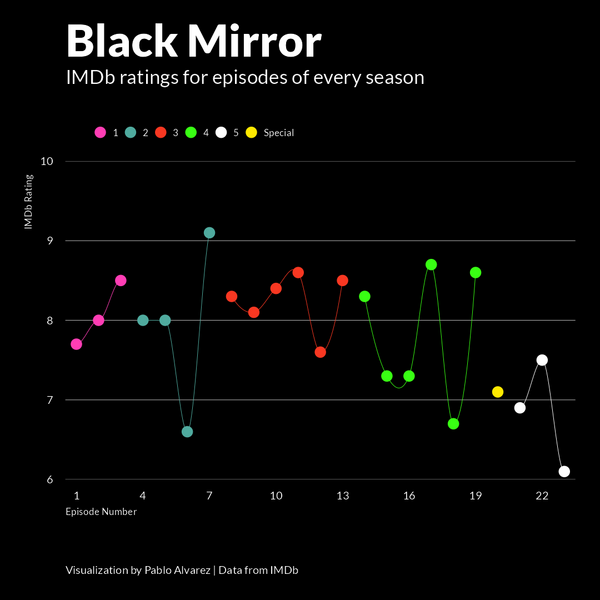 Black Mirror
IMDb ratings for episodes of every season
1 2 3 4 5 Special
10
IMDb Rating
9
8
7
6
1 4 7 10 13 16 19 22
Episode Number
Visualization by Pablo Alvarez | Data from IMDb